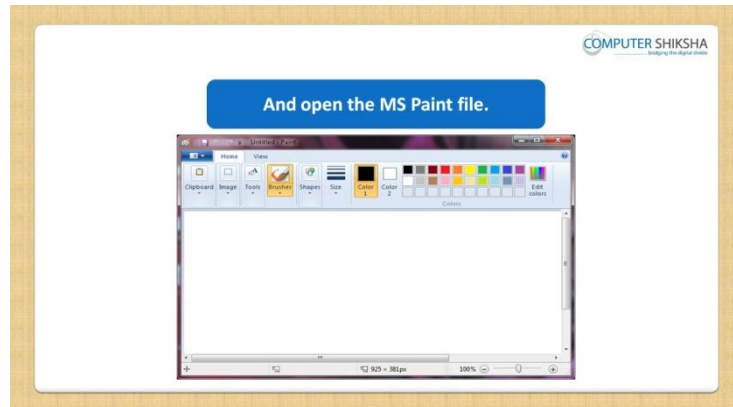 COMPUTER SHIKSHA
bridging the digital divide
And open the MS Paint file.
Untitled - Paint
Home View
Clipboard Image Tools Brushes Shapes Size Color 1 Color 2 Edit colors
Colors
925 × 381px 100%